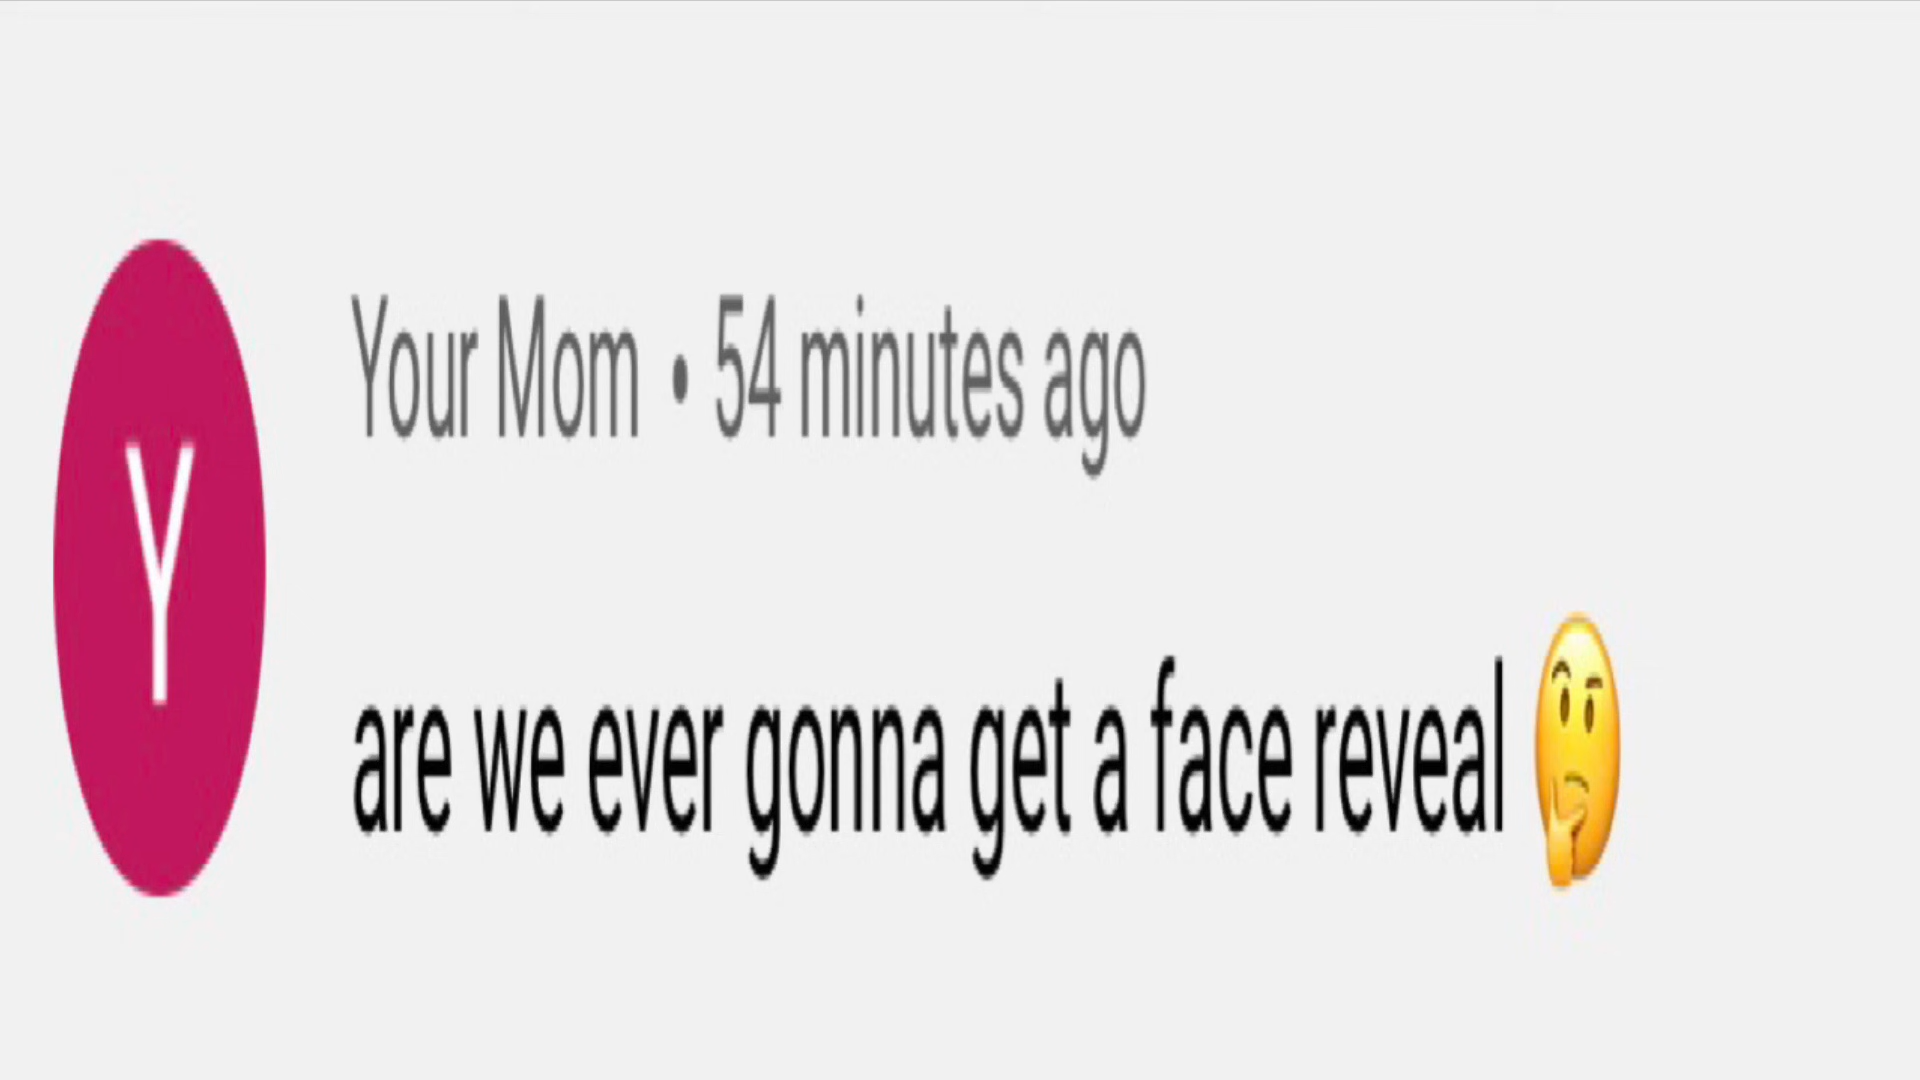 Y
Your Mom • 54 minutes ago
are we ever gonna get a face reveal 🤔